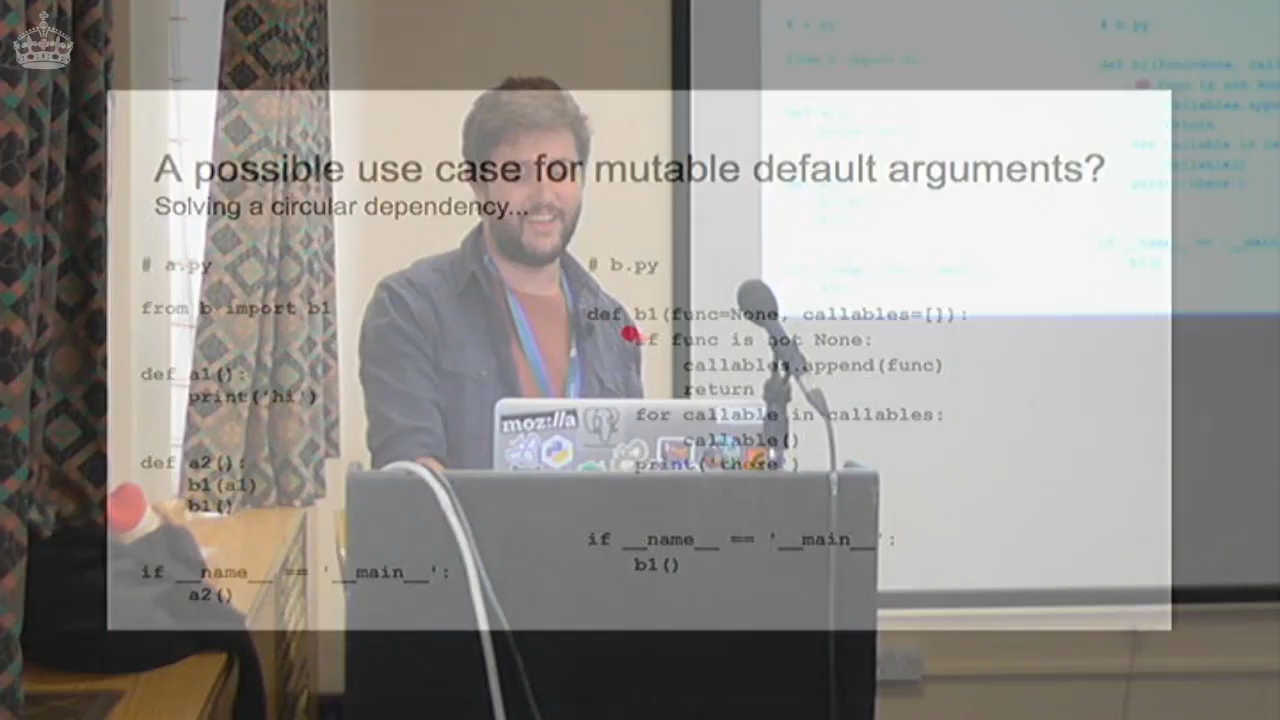 A possible use case for mutable default arguments?
Solving a circular dependency...
# a.py
from b import b1
def a1():
    print('hi')
def a2():
    b1(a1)
    b1()
if __name__ == '__main__':
    a2()
# b.py
def b1(func=None, callables=[]):
    if func is not None:
        callables.append(func)
        return
    for callable in callables:
        callable()
    print('there')
if __name__ == '__main__':
    b1()
moz://a
# b.py